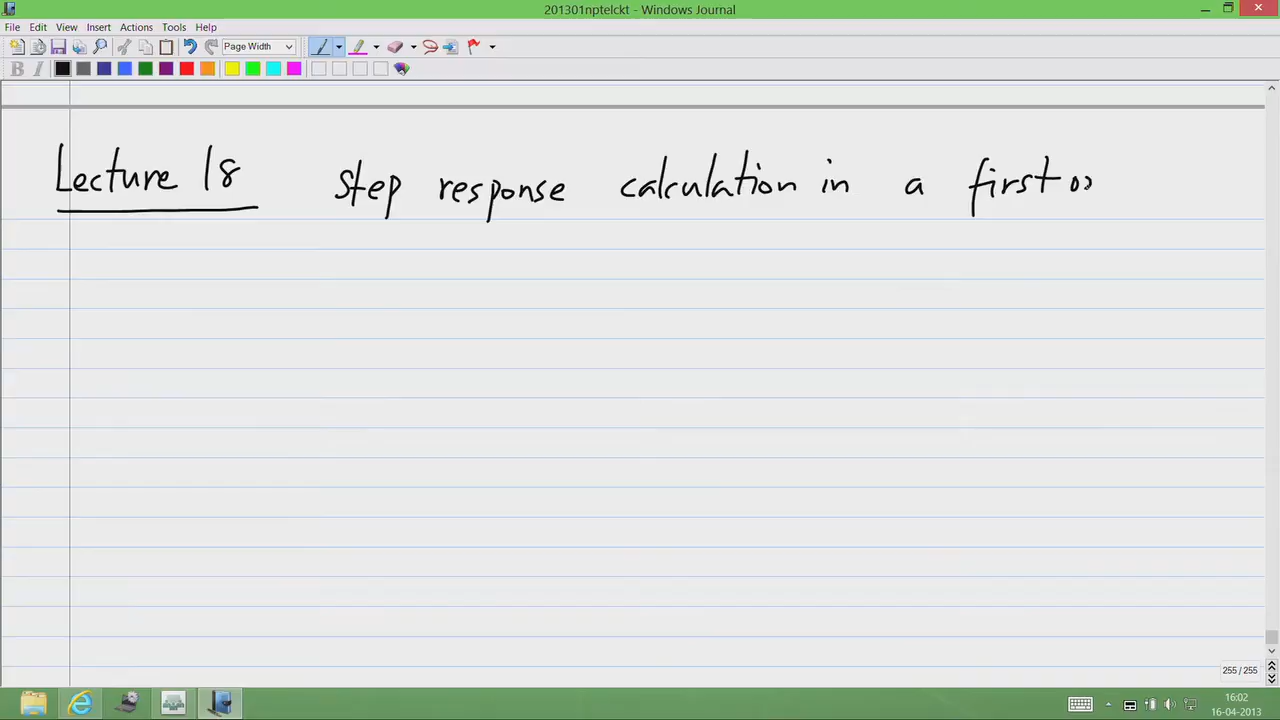 201301nptelckt - Windows Journal
File Edit View Insert Actions Tools Help
Page Width
B I
Lecture 18 Step response calculation in a first
255 / 255
16:02
16-04-2013